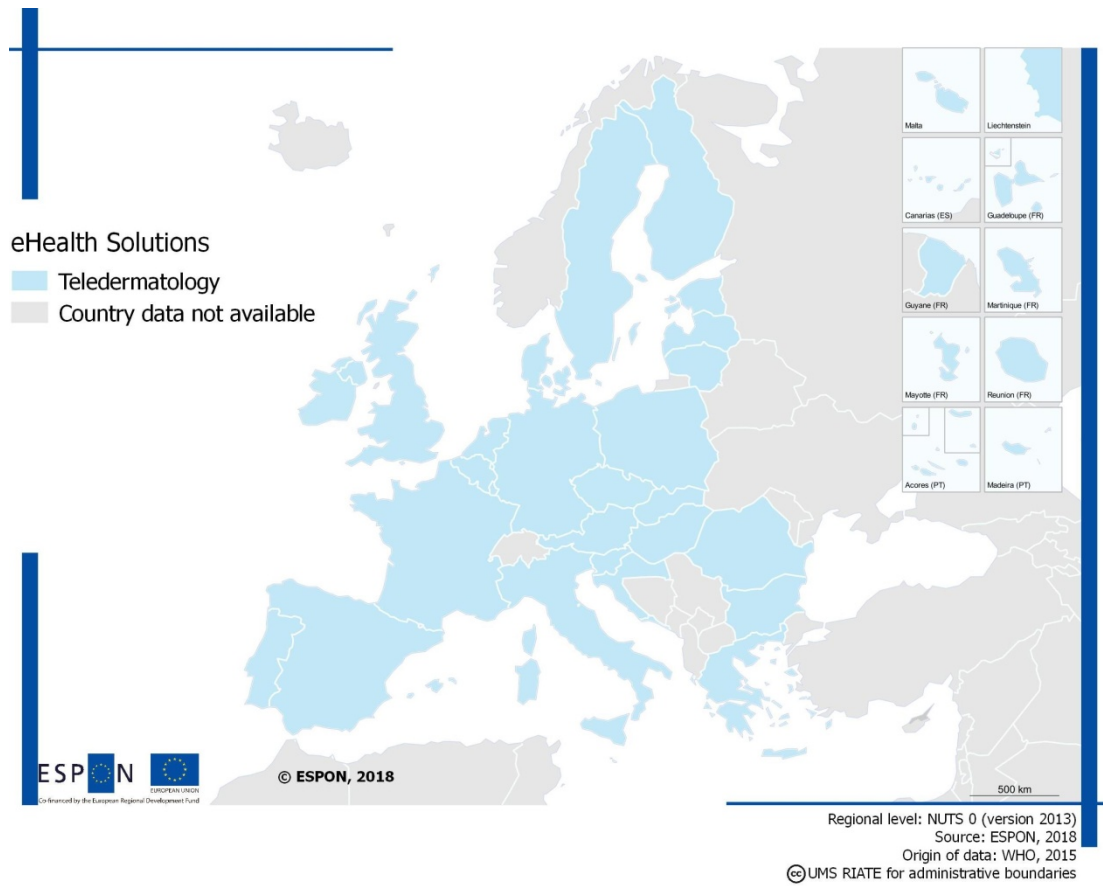 eHealth Solutions
Teledermatology
Country data not available
Malta
Liechtenstein
Canarias (ES)
Guadeloupe (FR)
Guyane (FR)
Martinique (FR)
Mayotte (FR)
Reunion (FR)
Acores (PT)
Madeira (PT)
ESPON
EUROPEAN UNION
Co-financed by the European Regional Development Fund
© ESPON, 2018
500 km
Regional level: NUTS 0 (version 2013)
Source: ESPON, 2018
Origin of data: WHO, 2015
㏄ UMS RIATE for administrative boundaries